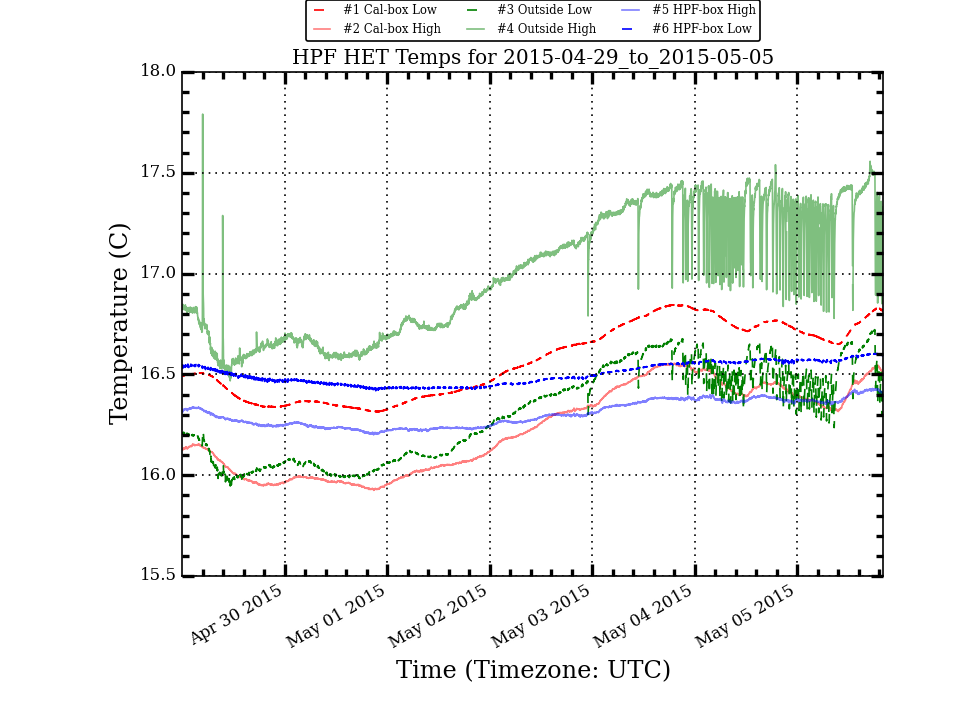 #1 Cal-box Low #3 Outside Low #5 HPF-box High
#2 Cal-box High #4 Outside High #6 HPF-box Low
HPF HET Temps for 2015-04-29_to_2015-05-05
18.0
17.5
17.0
16.5
16.0
15.5
Temperature (C)
Apr 30 2015 May 01 2015 May 02 2015 May 03 2015 May 04 2015 May 05 2015
Time (Timezone: UTC)